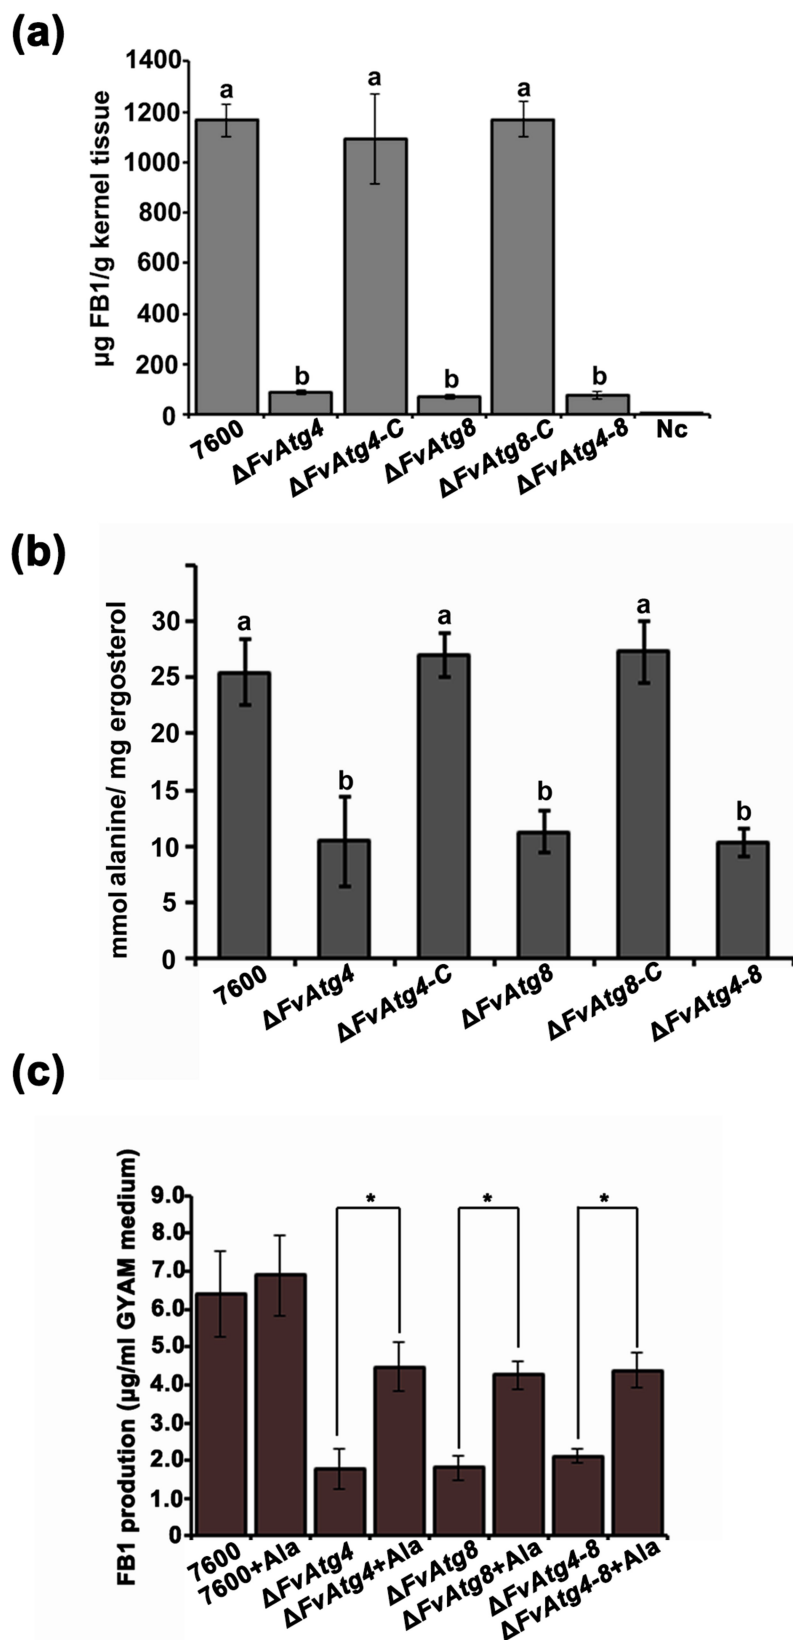 (a)
µg FB1/g kernel tissue
1400
1200
1000
800
600
400
200
0
a
b
a
b
a
b
7600
ΔFvAtg4
ΔFvAtg4-C
ΔFvAtg8
ΔFvAtg8-C
ΔFvAtg4-8
Nc
(b)
mmol alanine/ mg ergosterol
30
25
20
15
10
5
0
a
b
a
b
a
b
7600
ΔFvAtg4
ΔFvAtg4-C
ΔFvAtg8
ΔFvAtg8-C
ΔFvAtg4-8
(c)
FB1 prodution (µg/ml GYAM medium)
9.0
8.0
7.0
6.0
5.0
4.0
3.0
2.0
1.0
0
*
*
*
7600
7600+Ala
ΔFvAtg4
ΔFvAtg4+Ala
ΔFvAtg8
ΔFvAtg8+Ala
ΔFvAtg4-8
ΔFvAtg4-8+Ala